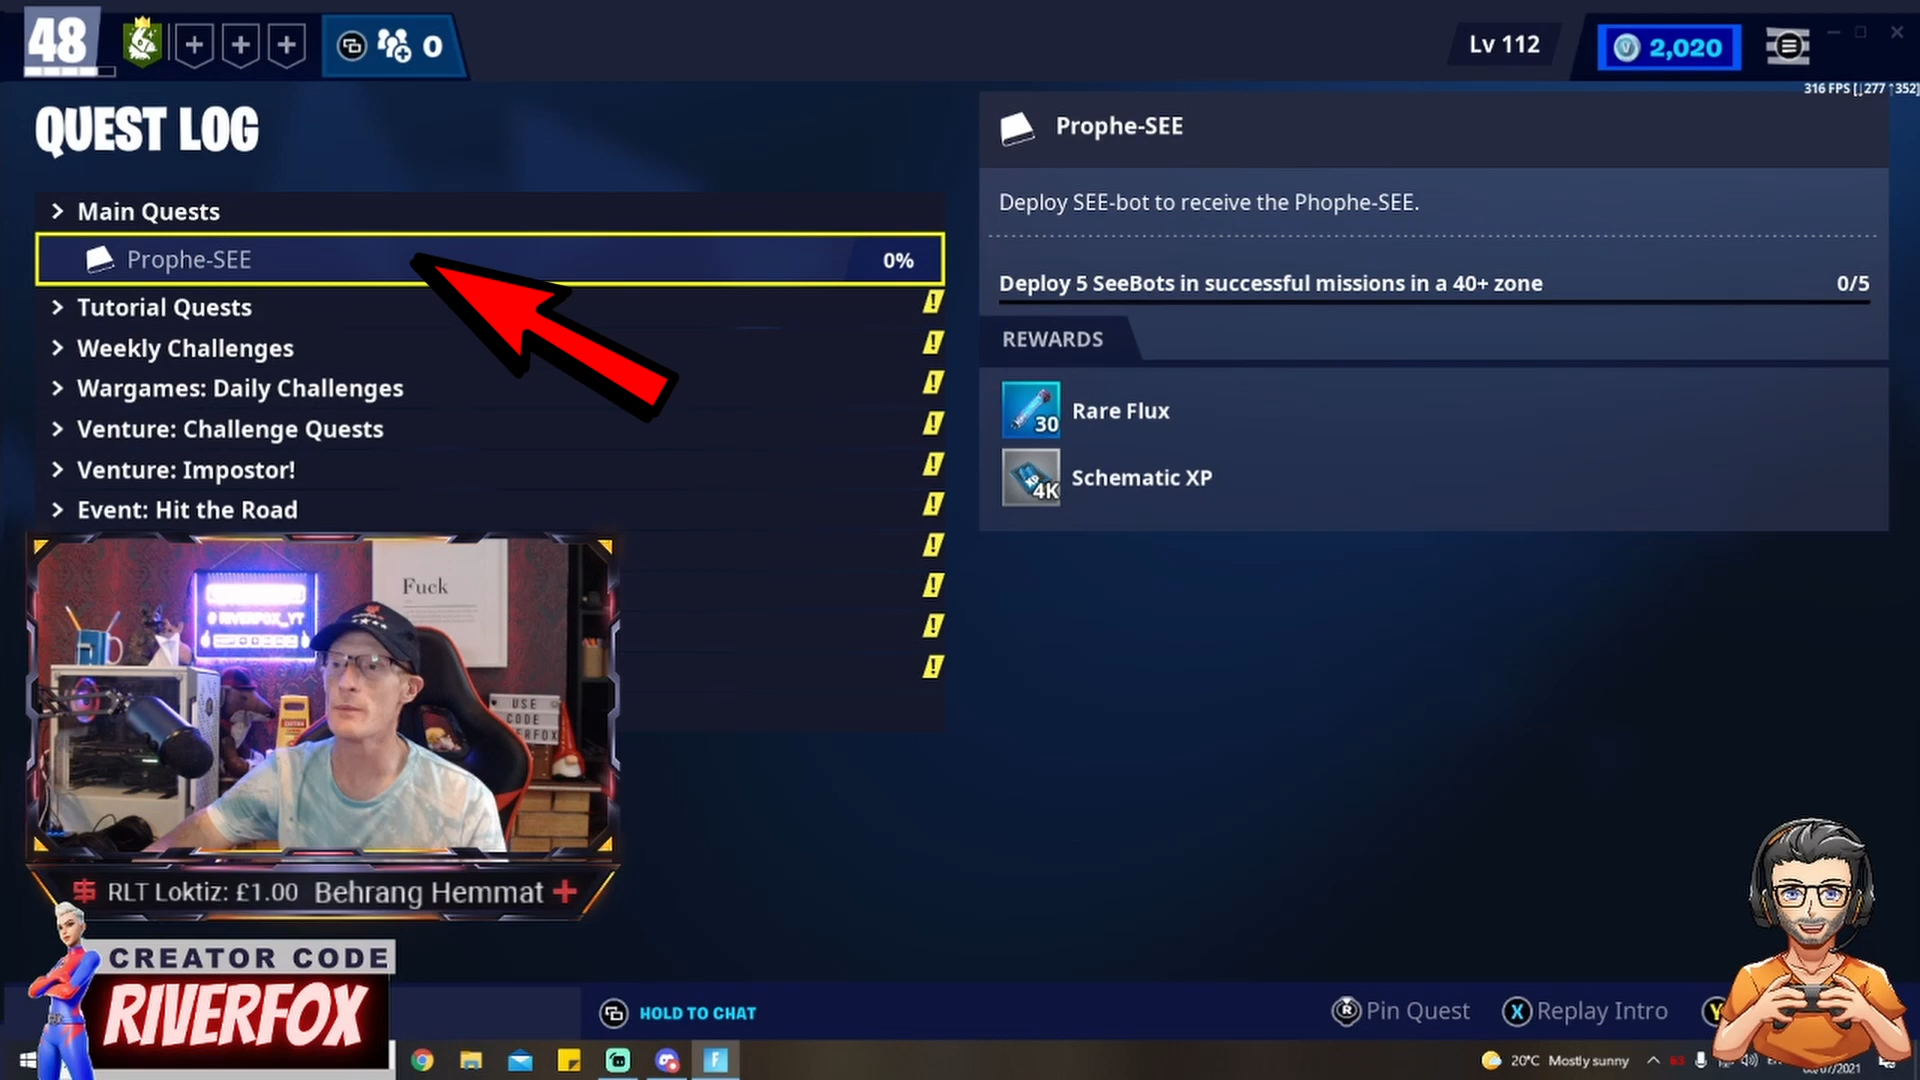 48
0
Lv 112
2,020
316 FPS [↓277 ↑352]
QUEST LOG
Main Quests
Prophe-SEE
0%
Tutorial Quests
Weekly Challenges
Wargames: Daily Challenges
Venture: Challenge Quests
Venture: Impostor!
Event: Hit the Road
Prophe-SEE
Deploy SEE-bot to receive the Phophe-SEE.
Deploy 5 SeeBots in successful missions in a 40+ zone
0/5
REWARDS
30
Rare Flux
XP
4K
Schematic XP
Fuck
@RIVERFOX_YT
USE
CODE
RLT Loktiz: £1.00 Behrang Hemmat
CREATOR CODE
RIVERFOX
HOLD TO CHAT
R Pin Quest
X Replay Intro
Y
20°C Mostly sunny